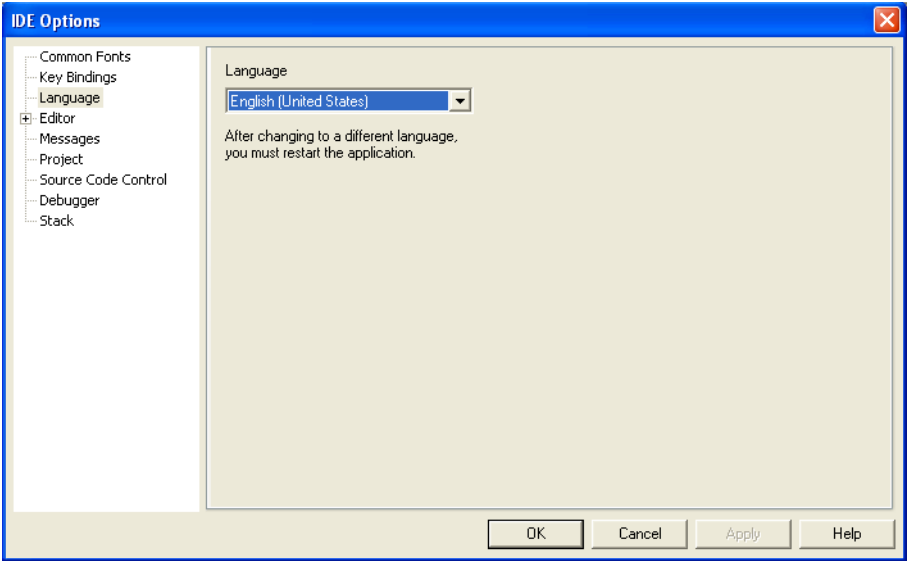 IDE Options
Common Fonts
Key Bindings
Language
Editor
Messages
Project
Source Code Control
Debugger
Stack
Language
English (United States)
After changing to a different language,
you must restart the application.
OK
Cancel
Apply
Help